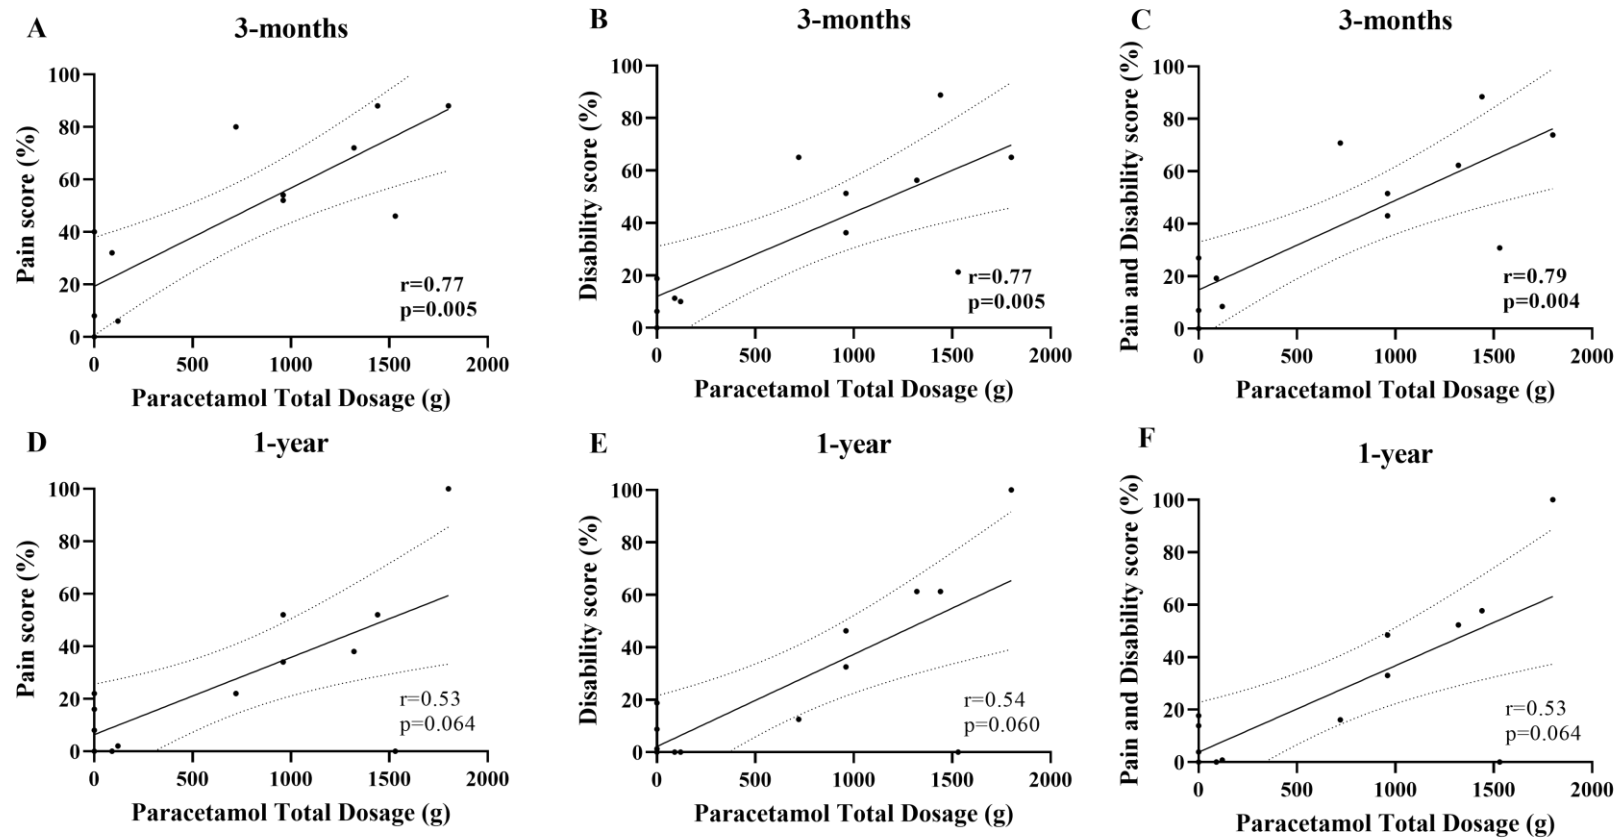 A
3-months
Pain score (%)
100
80
60
40
20
0
r=0.77
p=0.005
0 500 1000 1500 2000
Paracetamol Total Dosage (g)
B
3-months
Disability score (%)
100
80
60
40
20
0
r=0.77
p=0.005
0 500 1000 1500 2000
Paracetamol Total Dosage (g)
C
3-months
Pain and Disability score (%)
100
80
60
40
20
0
r=0.79
p=0.004
0 500 1000 1500 2000
Paracetamol Total Dosage (g)
D
1-year
Pain score (%)
100
80
60
40
20
0
r=0.53
p=0.064
0 500 1000 1500 2000
Paracetamol Total Dosage (g)
E
1-year
Disability score (%)
100
80
60
40
20
0
r=0.54
p=0.060
0 500 1000 1500 2000
Paracetamol Total Dosage (g)
F
1-year
Pain and Disability score (%)
100
80
60
40
20
0
r=0.53
p=0.064
0 500 1000 1500 2000
Paracetamol Total Dosage (g)